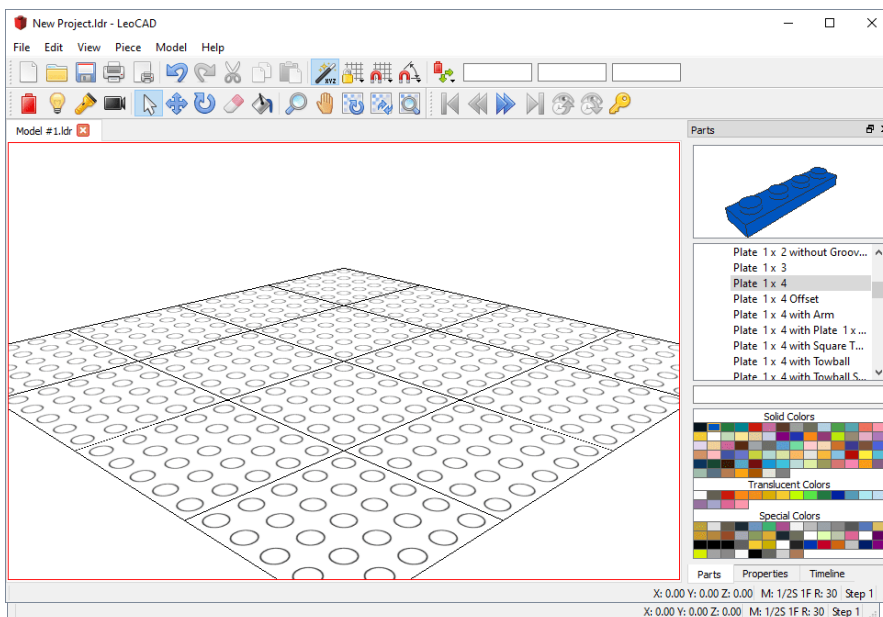 New Project.ldr - LeoCAD
File Edit View Piece Model Help
XYZ
Model #1.ldr
Parts
Plate 1 x 2 without Groov...
Plate 1 x 3
Plate 1 x 4
Plate 1 x 4 Offset
Plate 1 x 4 with Arm
Plate 1 x 4 with Plate 1 x ...
Plate 1 x 4 with Square T...
Plate 1 x 4 with Towball
Plate 1 x 4 with Towball S...
Solid Colors
Translucent Colors
Special Colors
Parts Properties Timeline
X: 0.00 Y: 0.00 Z: 0.00 M: 1/2S 1F R: 30 Step 1
X: 0.00 Y: 0.00 Z: 0.00 M: 1/2S 1F R: 30 Step 1